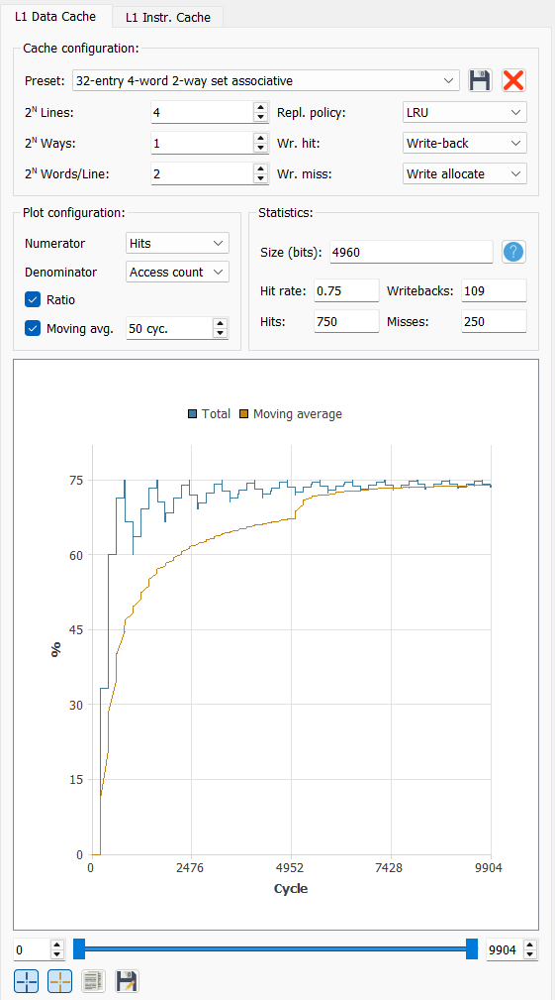 L1 Data Cache L1 Instr. Cache
Cache configuration:
Preset: 32-entry 4-word 2-way set associative
2ᴺ Lines: 4 Repl. policy: LRU
2ᴺ Ways: 1 Wr. hit: Write-back
2ᴺ Words/Line: 2 Wr. miss: Write allocate
Plot configuration:
Numerator Hits
Denominator Access count
Ratio
Moving avg. 50 cyc.
Statistics:
Size (bits): 4960 ?
Hit rate: 0.75 Writebacks: 109
Hits: 750 Misses: 250
Total Moving average
75
60
45
30
15
0
%
0 2476 4952 7428 9904
Cycle
0 9904